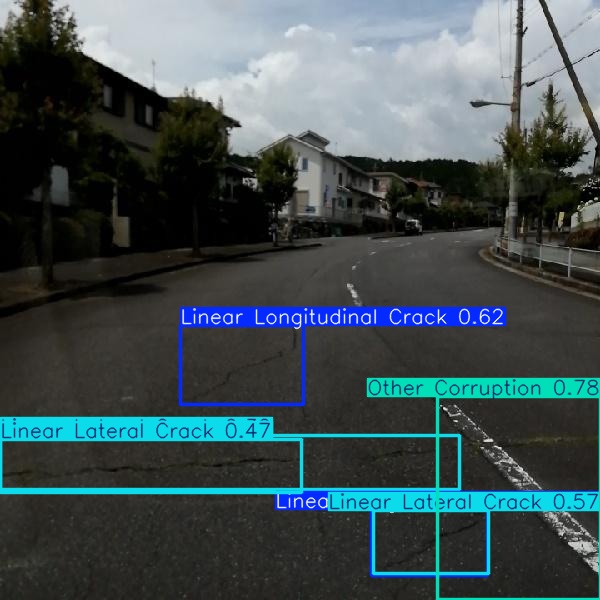 Linear Longitudinal Crack 0.62
Other Corruption 0.78
Linear Lateral Crack 0.47
Linear Lateral Crack 0.57